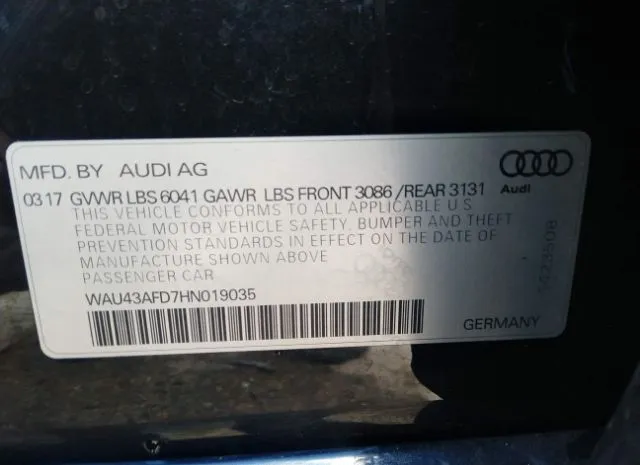 MFD. BY AUDI AG
03 17 GVWR LBS 6041 GAWR LBS FRONT 3086 /REAR 3131
THIS VEHICLE CONFORMS TO ALL APPLICABLE U S
FEDERAL MOTOR VEHICLE SAFETY, BUMPER AND THEFT
PREVENTION STANDARDS IN EFFECT ON THE DATE OF
MANUFACTURE SHOWN ABOVE
PASSENGER CAR
WAU43AFD7HN019035
Audi
GERMANY